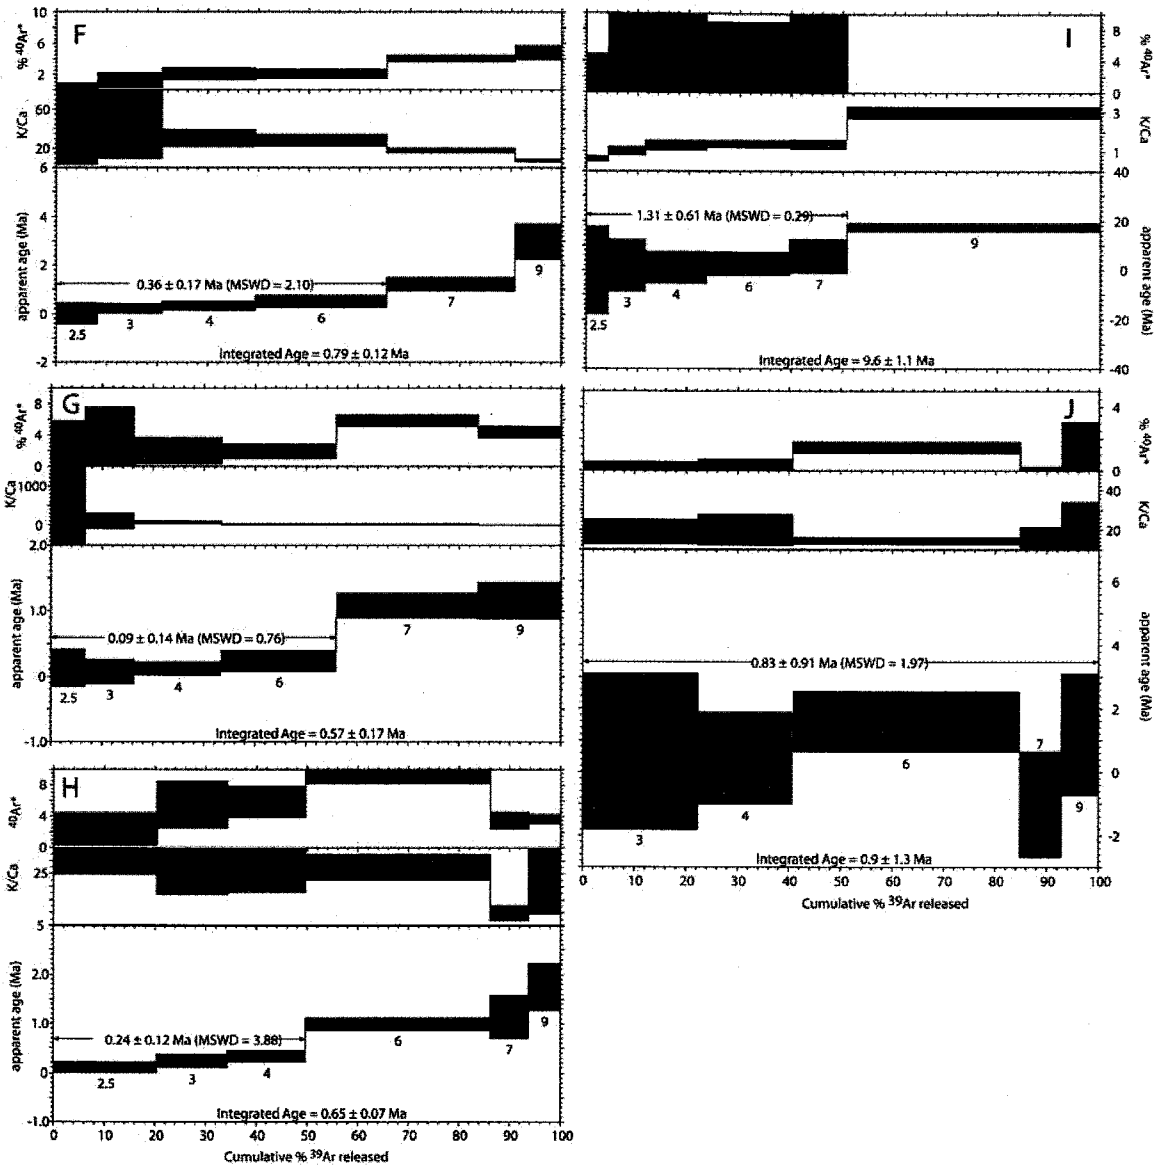 F
% ⁴⁰Ar*
10
6
2
K/Ca
60
20
apparent age (Ma)
6
4
2
0
-2
0.36 ± 0.17 Ma (MSWD = 2.10)
2.5
3
4
6
7
9
Integrated Age = 0.79 ± 0.12 Ma
G
% ⁴⁰Ar*
8
4
0
K/Ca
1000
0
apparent age (Ma)
2.0
1.0
0
-1.0
0.09 ± 0.14 Ma (MSWD = 0.76)
2.5
3
4
6
7
9
Integrated Age = 0.57 ± 0.17 Ma
H
⁴⁰Ar*
8
4
0
K/Ca
25
5
apparent age (Ma)
2.0
1.0
0
-1.0
0.24 ± 0.12 Ma (MSWD = 3.88)
2.5
3
4
6
7
9
Integrated Age = 0.65 ± 0.07 Ma
0 10 20 30 40 50 60 70 80 90 100
Cumulative % ³⁹Ar released
I
% ⁴⁰Ar*
8
4
0
K/Ca
3
1
apparent age (Ma)
40
20
0
-20
-40
1.31 ± 0.61 Ma (MSWD = 0.29)
2.5
3
4
6
7
9
Integrated Age = 9.6 ± 1.1 Ma
J
% ⁴⁰Ar*
4
2
0
K/Ca
40
20
apparent age (Ma)
6
4
2
0
-2
0.83 ± 0.91 Ma (MSWD = 1.97)
3
4
6
7
9
Integrated Age = 0.9 ± 1.3 Ma
0 10 20 30 40 50 60 70 80 90 100
Cumulative % ³⁹Ar released